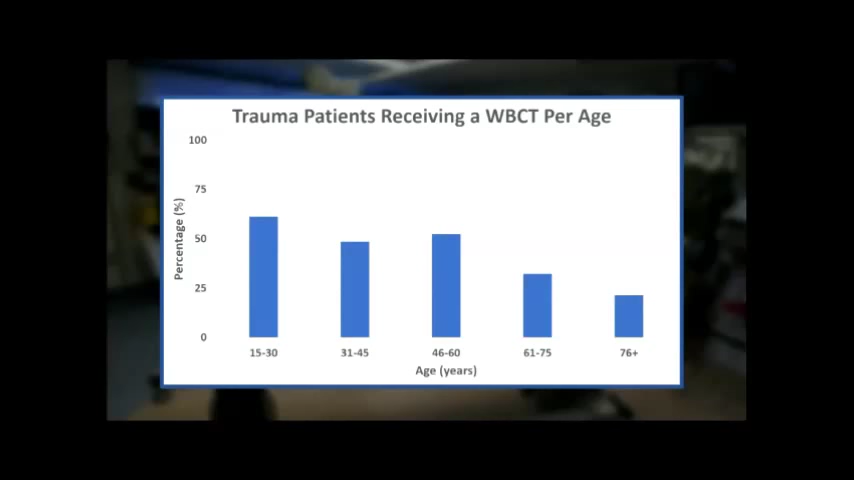 Trauma Patients Receiving a WBCT Per Age
100
75
50
25
0
Percentage (%)
15-30 31-45 46-60 61-75 76+
Age (years)